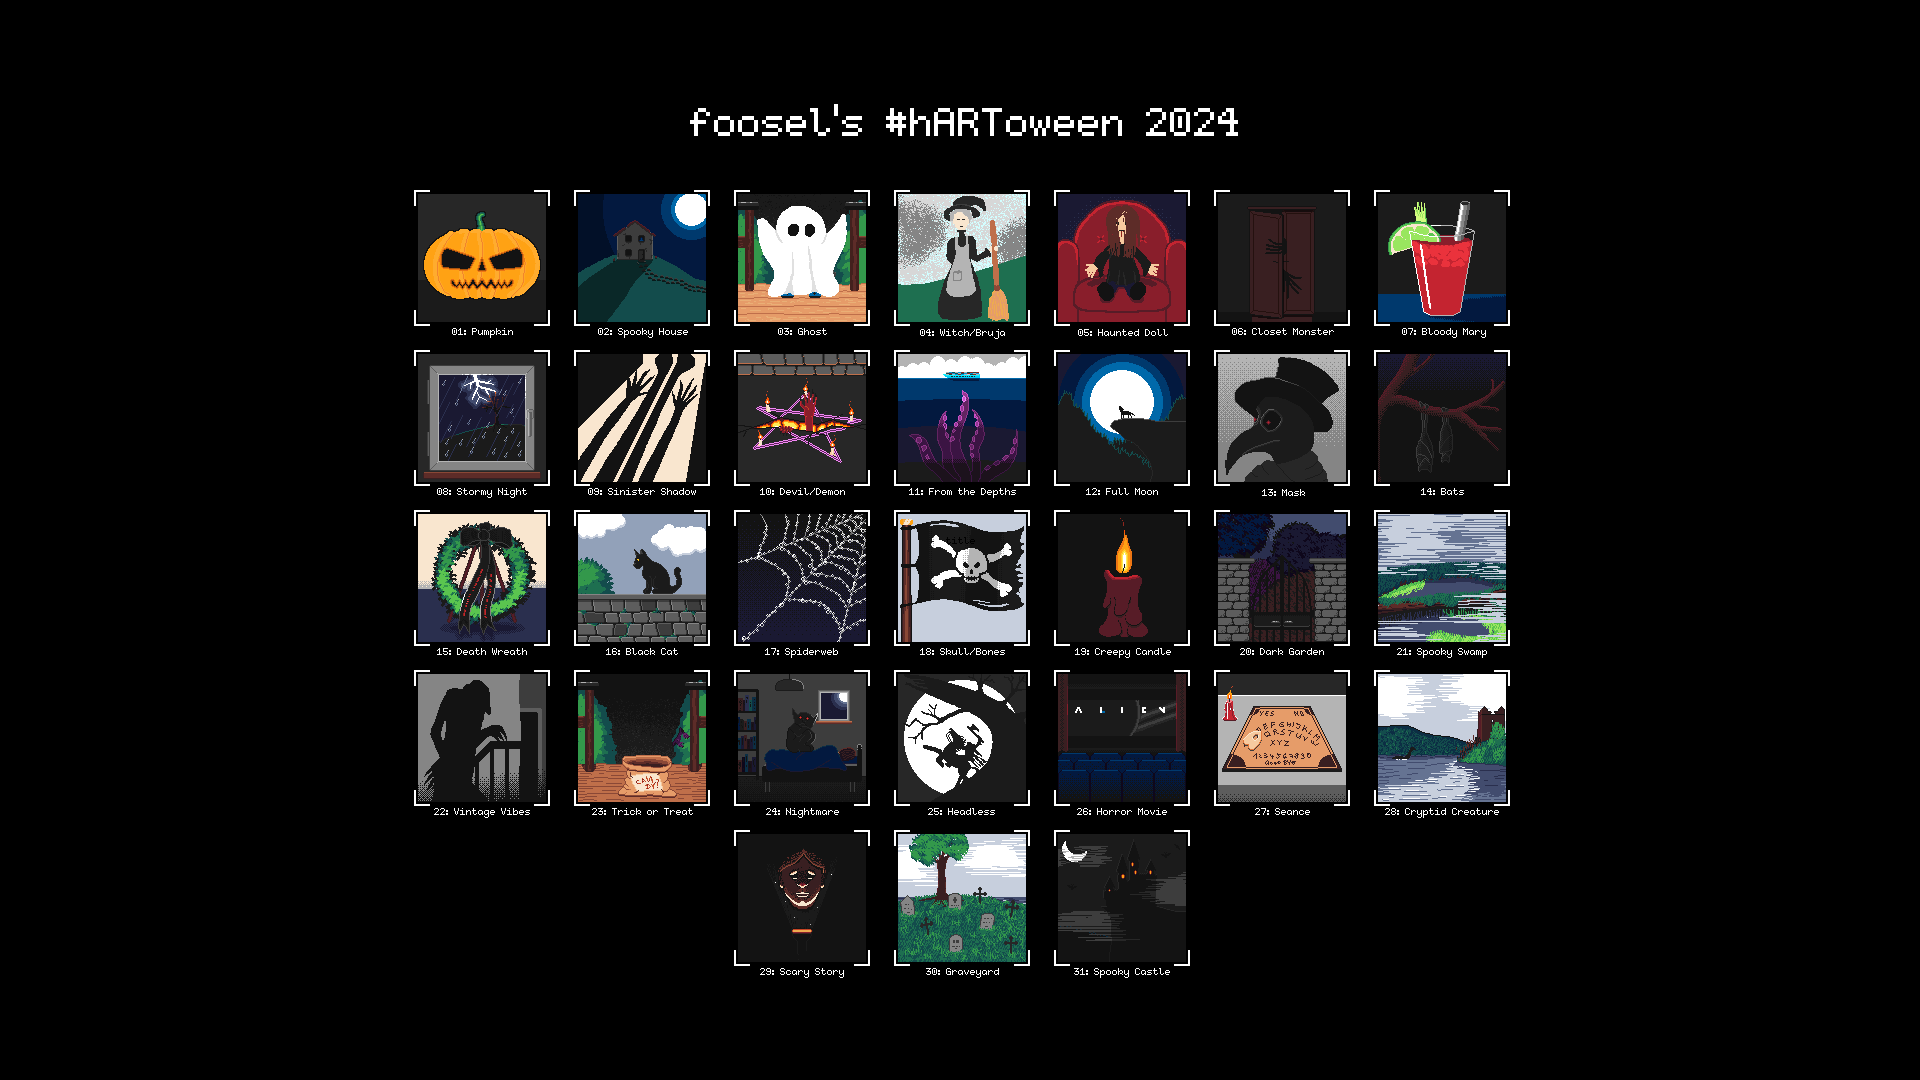 foosel's #hARToween 2024
01: Pumpkin
02: Spooky House
03: Ghost
04: Witch/Bruja
05: Haunted Doll
06: Closet Monster
07: Bloody Mary
08: Stormy Night
09: Sinister Shadow
10: Devil/Demon
11: From the Depths
12: Full Moon
13: Mask
14: Bats
title
15: Death Wreath
16: Black Cat
17: Spiderweb
18: Skull/Bones
19: Creepy Candle
20: Dark Garden
21: Spooky Swamp
CAN
DY!
ALIEN
YES NO
ABCDEFGHIJKLM
QRSTUV
XYZ
1234567890
GOOD BYE
22: Vintage Vibes
23: Trick or Treat
24: Nightmare
25: Headless
26: Horror Movie
27: Seance
28: Cryptid Creature
29: Scary Story
30: Graveyard
31: Spooky Castle